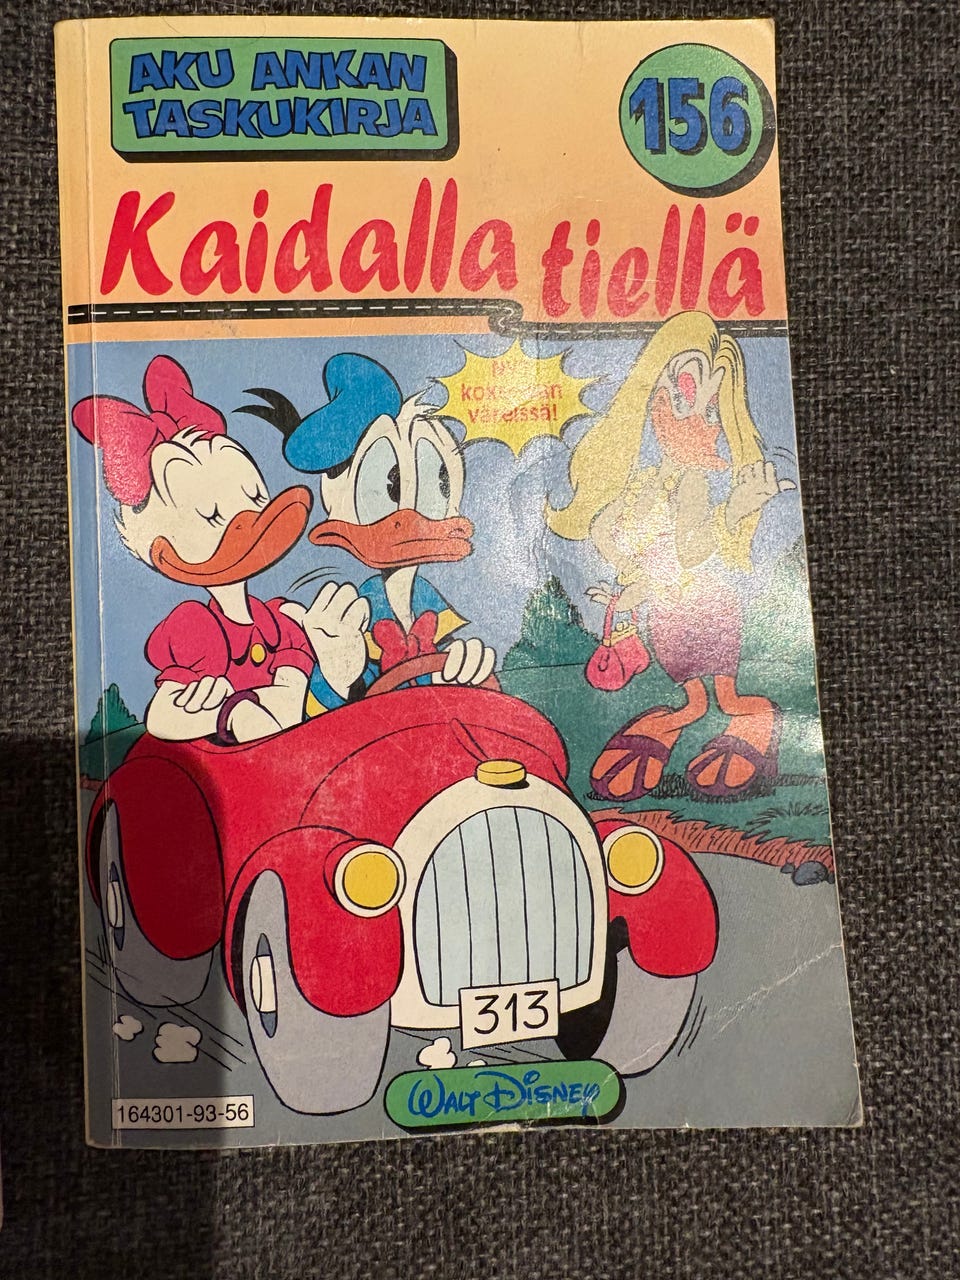 AKU ANKAN
TASKUKIRJA
156
Kaidalla tiellä
väreissä!
313
WALT DISNEY
164301-93-56